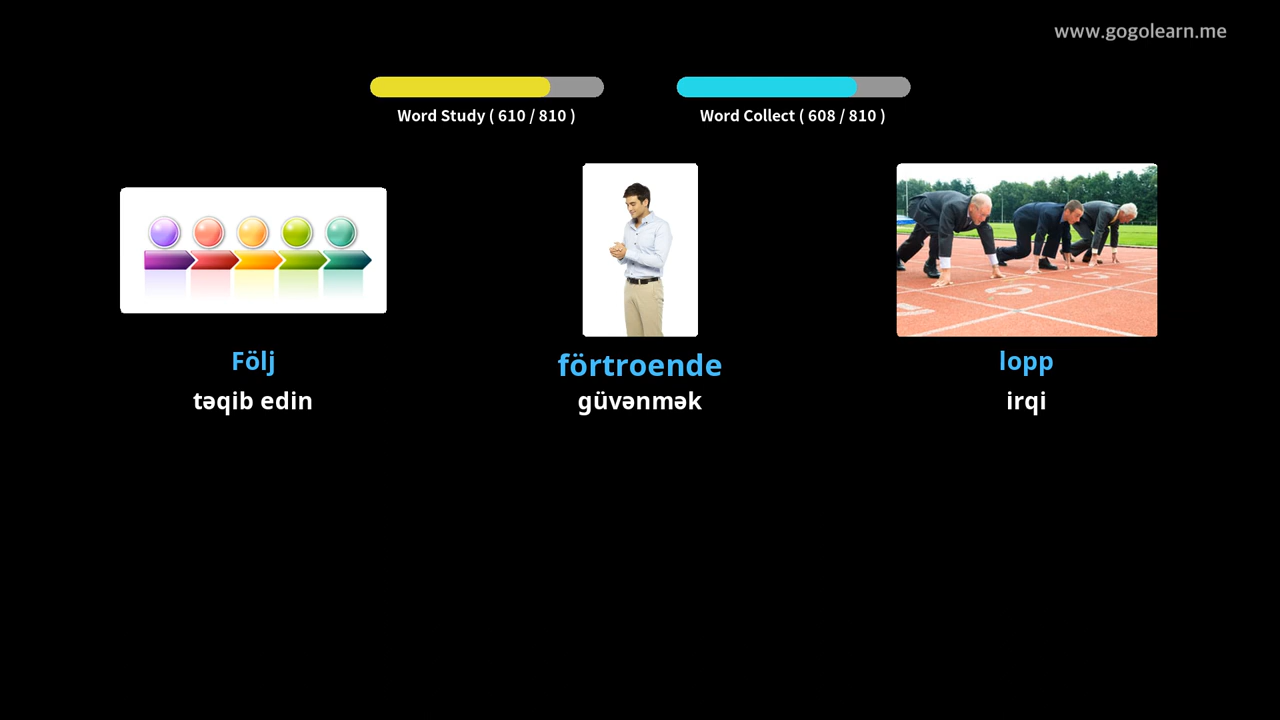 www.gogolearn.me
Word Study ( 610 / 810 )
Word Collect ( 608 / 810 )
Följ
förtroende
lopp
təqib edin
güvənmək
irqi